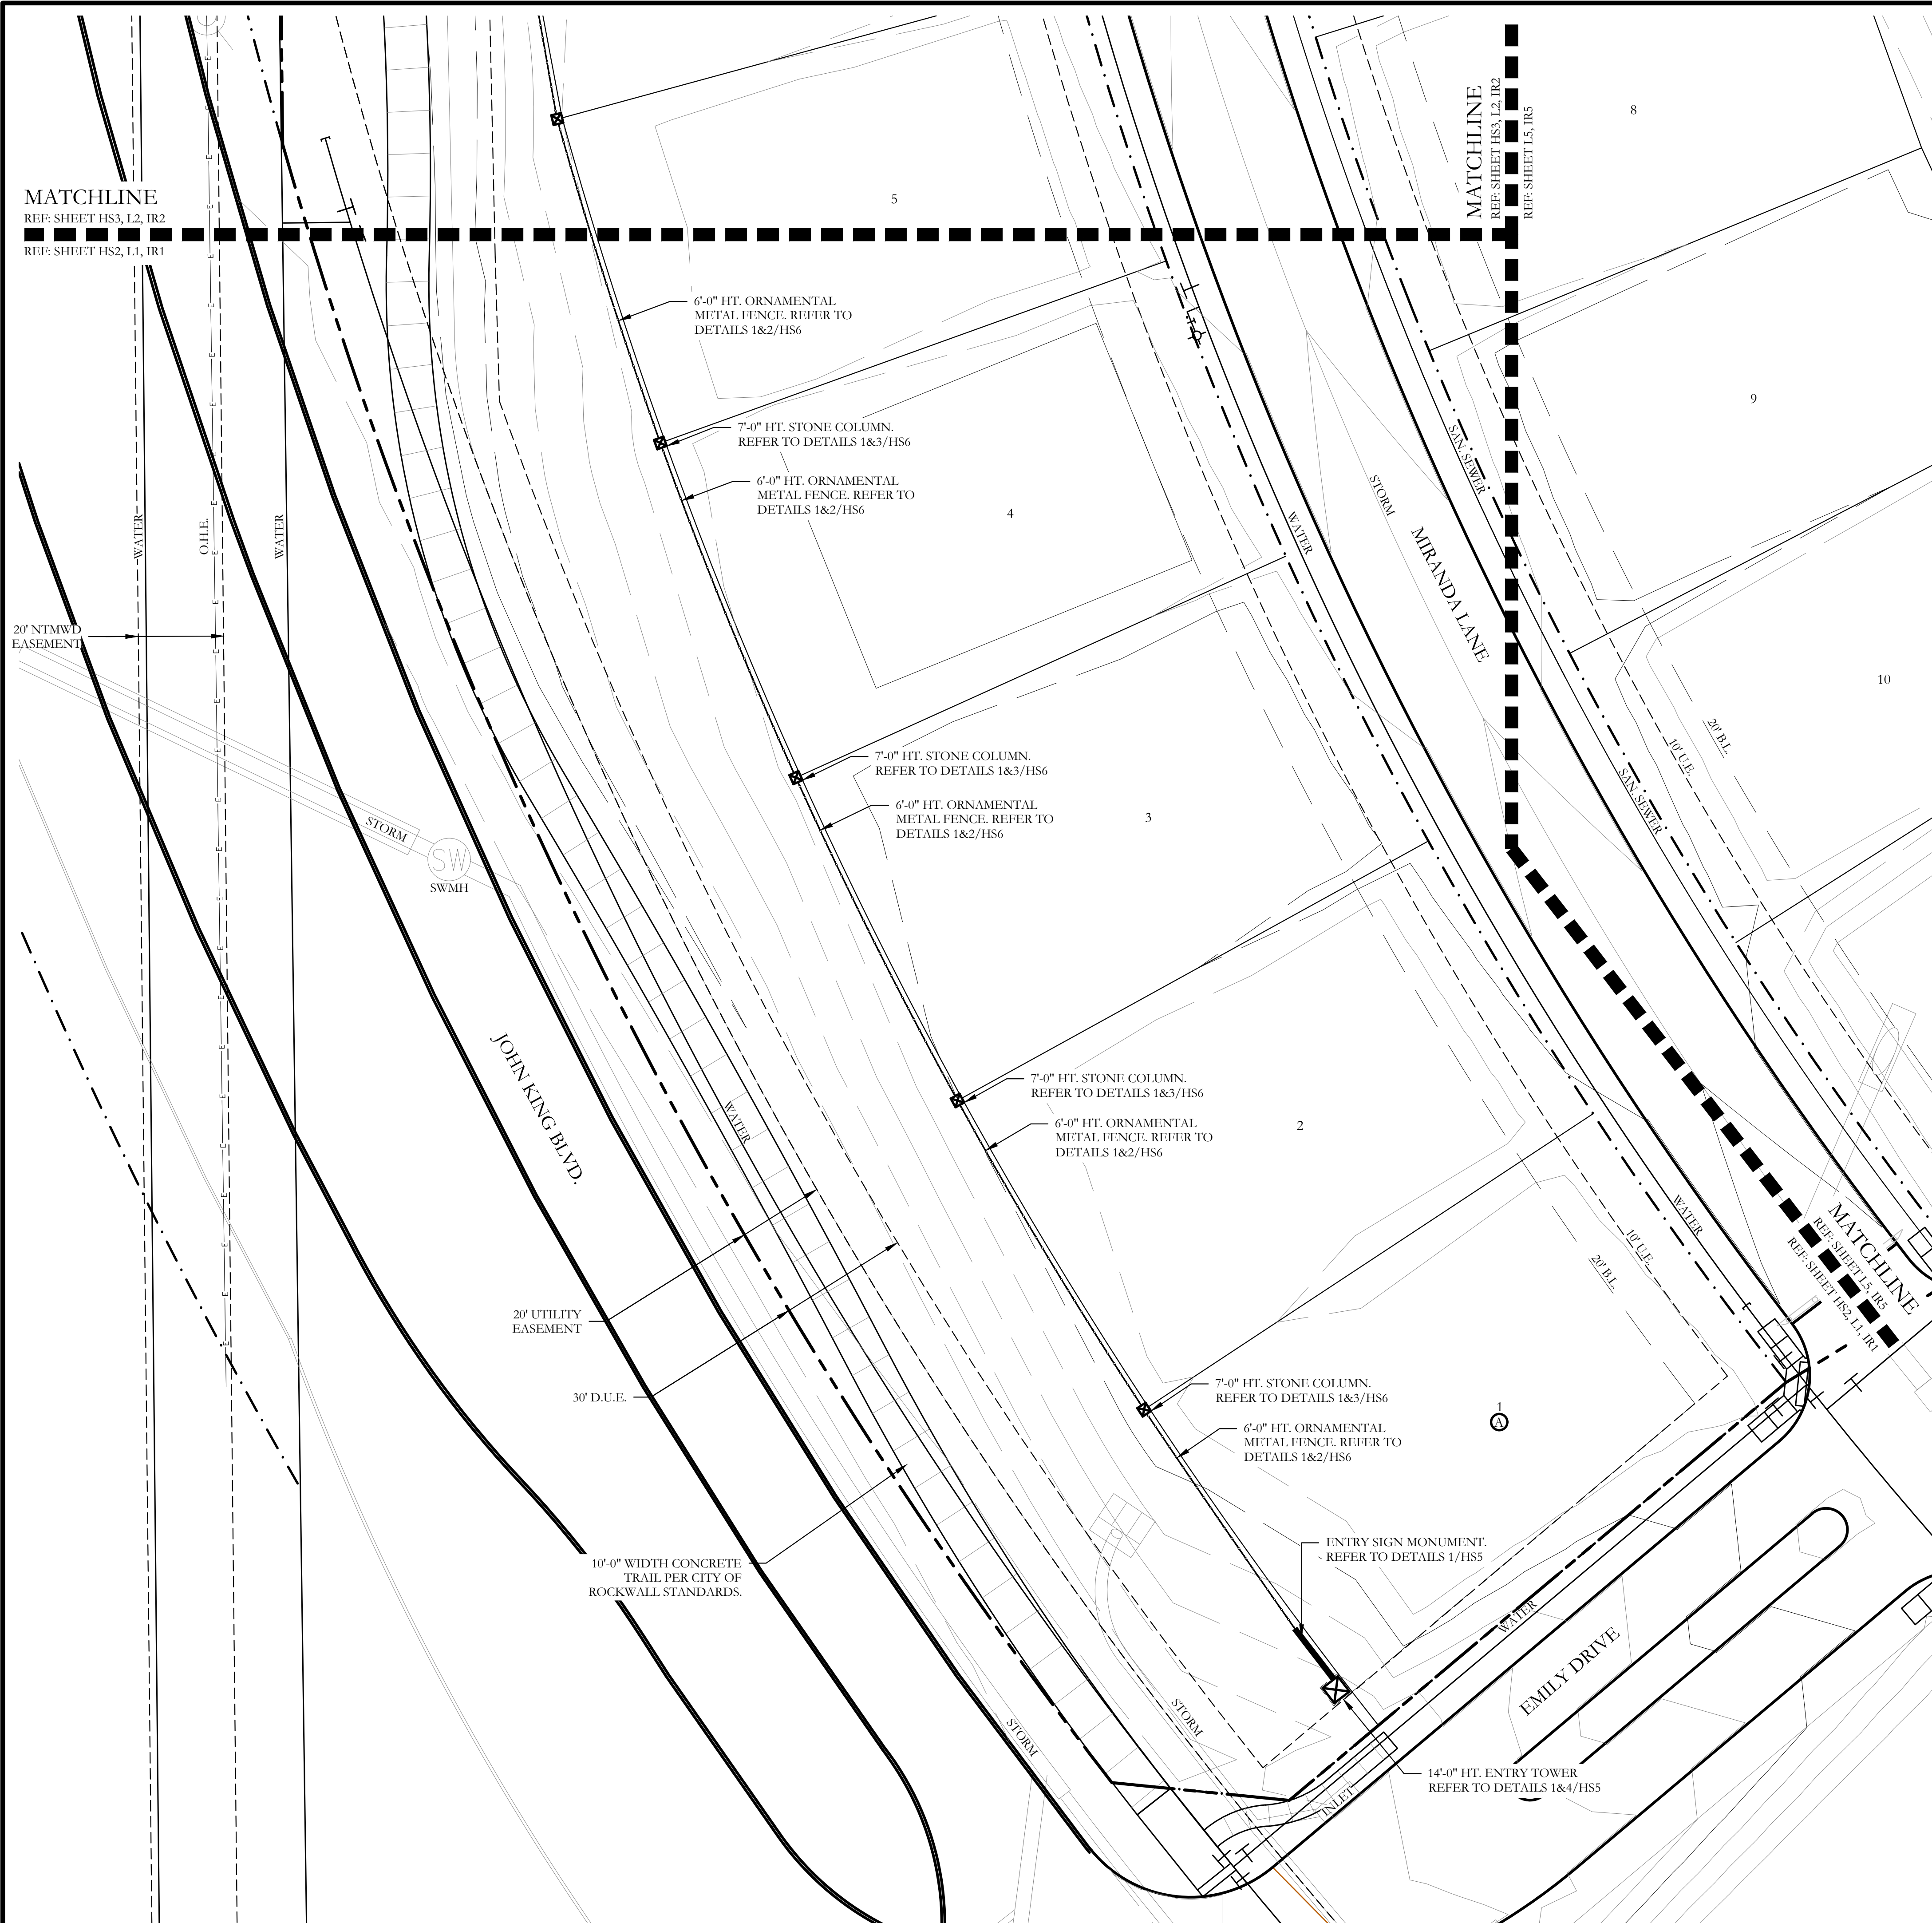 MATCHLINE
REF: SHEET HS3, L2, IR2
REF: SHEET HS2, L1, IR1
MATCHLINE
REF: SHEET HS3, L2, IR2
REF: SHEET L5, IR5
8
5
6'-0" HT. ORNAMENTAL
METAL FENCE. REFER TO
DETAILS 1&2/HS6
9
7'-0" HT. STONE COLUMN.
REFER TO DETAILS 1&3/HS6
SAN. SEWER
6'-0" HT. ORNAMENTAL
METAL FENCE. REFER TO
DETAILS 1&2/HS6
4
STORM
WATER
O.H.E.
WATER
WATER
MIRANDA LANE
20' NTMWD
EASEMENT
10
20' B.L.
10' U.E.
SAN. SEWER
7'-0" HT. STONE COLUMN.
REFER TO DETAILS 1&3/HS6
6'-0" HT. ORNAMENTAL
METAL FENCE. REFER TO
DETAILS 1&2/HS6
3
STORM
SW
SWMH
JOHN KING BLVD.
WATER
7'-0" HT. STONE COLUMN.
REFER TO DETAILS 1&3/HS6
6'-0" HT. ORNAMENTAL
METAL FENCE. REFER TO
DETAILS 1&2/HS6
2
WATER
10' U.E.
20' B.L.
MATCHLINE
REF: SHEET L5, IR5
REF: SHEET HS2, L1, IR1
20' UTILITY
EASEMENT
30' D.U.E.
7'-0" HT. STONE COLUMN.
REFER TO DETAILS 1&3/HS6
6'-0" HT. ORNAMENTAL
METAL FENCE. REFER TO
DETAILS 1&2/HS6
1
A
10'-0" WIDTH CONCRETE
TRAIL PER CITY OF
ROCKWALL STANDARDS.
ENTRY SIGN MONUMENT.
REFER TO DETAILS 1/HS5
WATER
EMILY DRIVE
STORM
STORM
14'-0" HT. ENTRY TOWER
REFER TO DETAILS 1&4/HS5
INLET